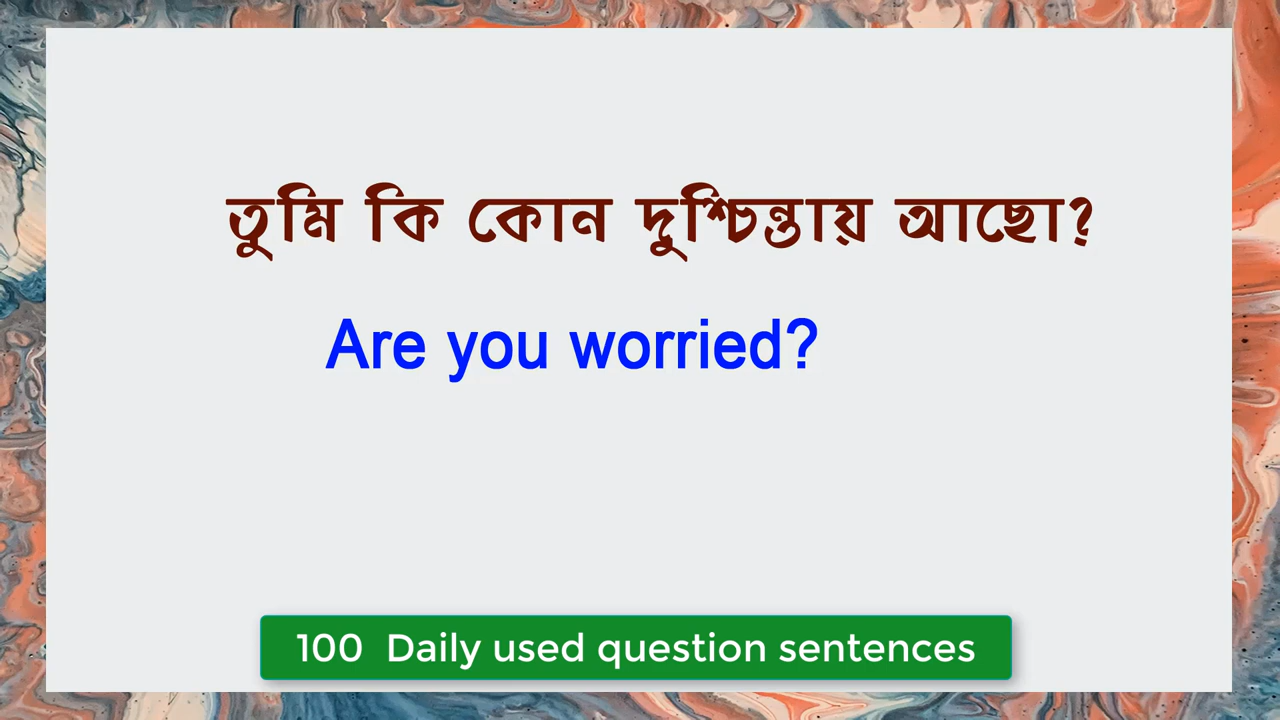 তুমি কি কোন দুশ্চিন্তায় আছো?
Are you worried?
100 Daily used question sentences